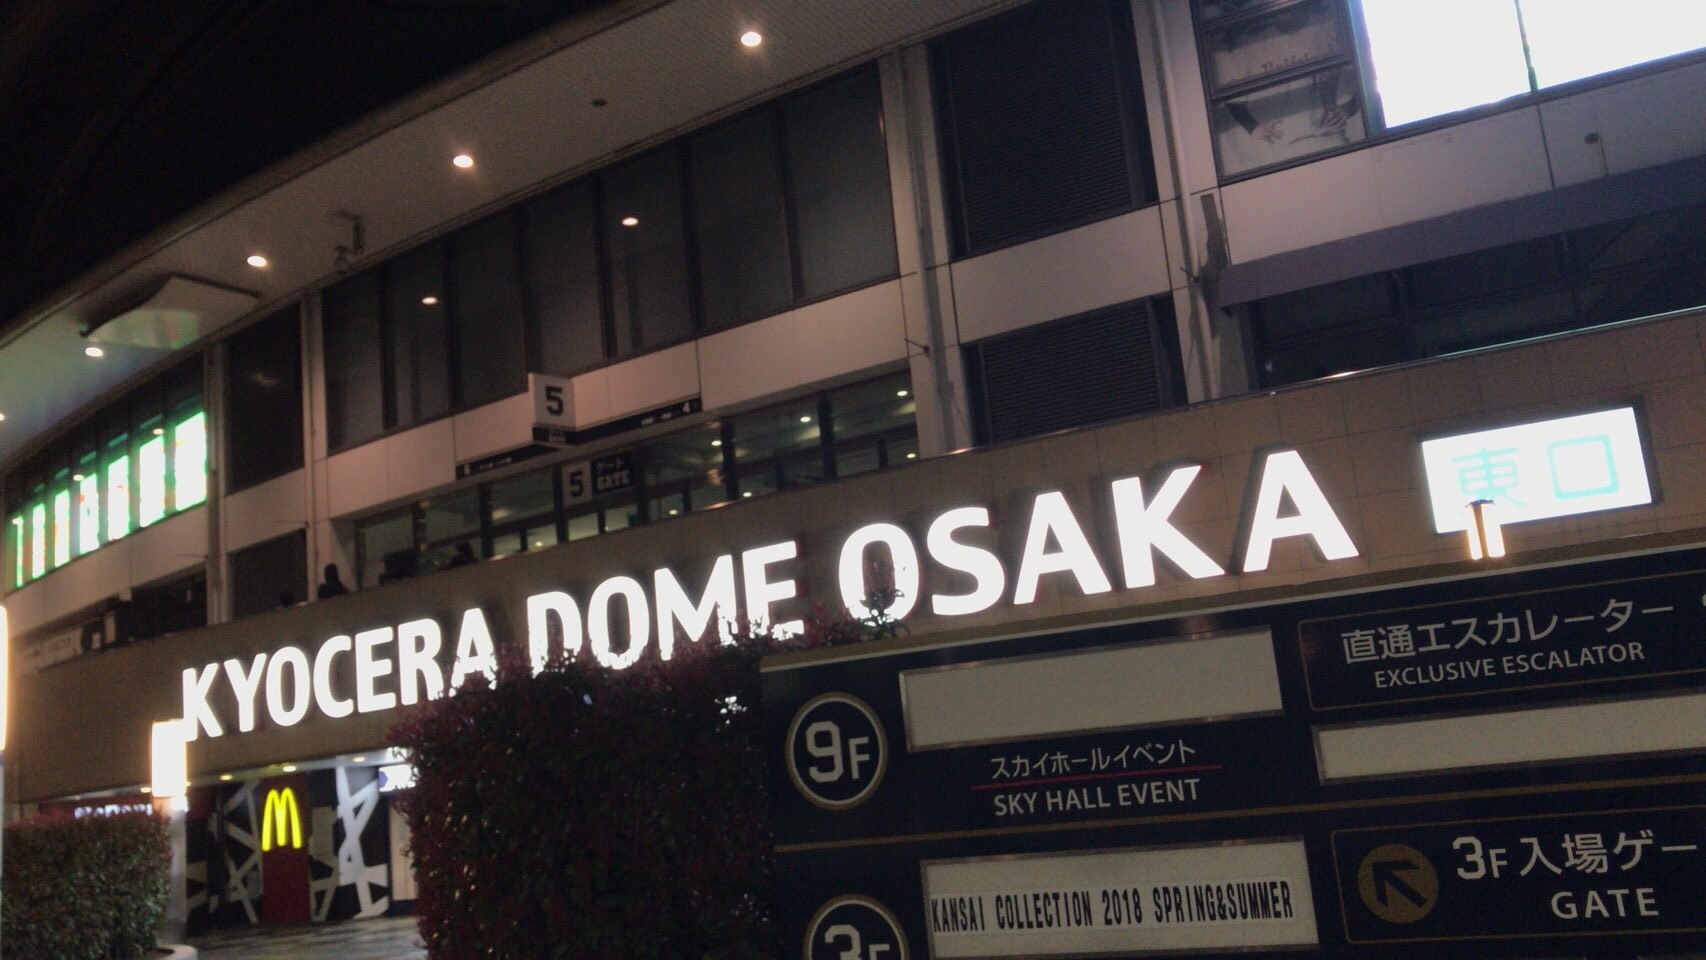 5
4
5
ゲート
GATE
KYOCERA DOME OSAKA
東口
直通エスカレーター
EXCLUSIVE ESCALATOR
9F
スカイホールイベント
SKY HALL EVENT
3F入場ゲー
GATE
3F
KANSAI COLLECTION 2018 SPRING&SUMMER